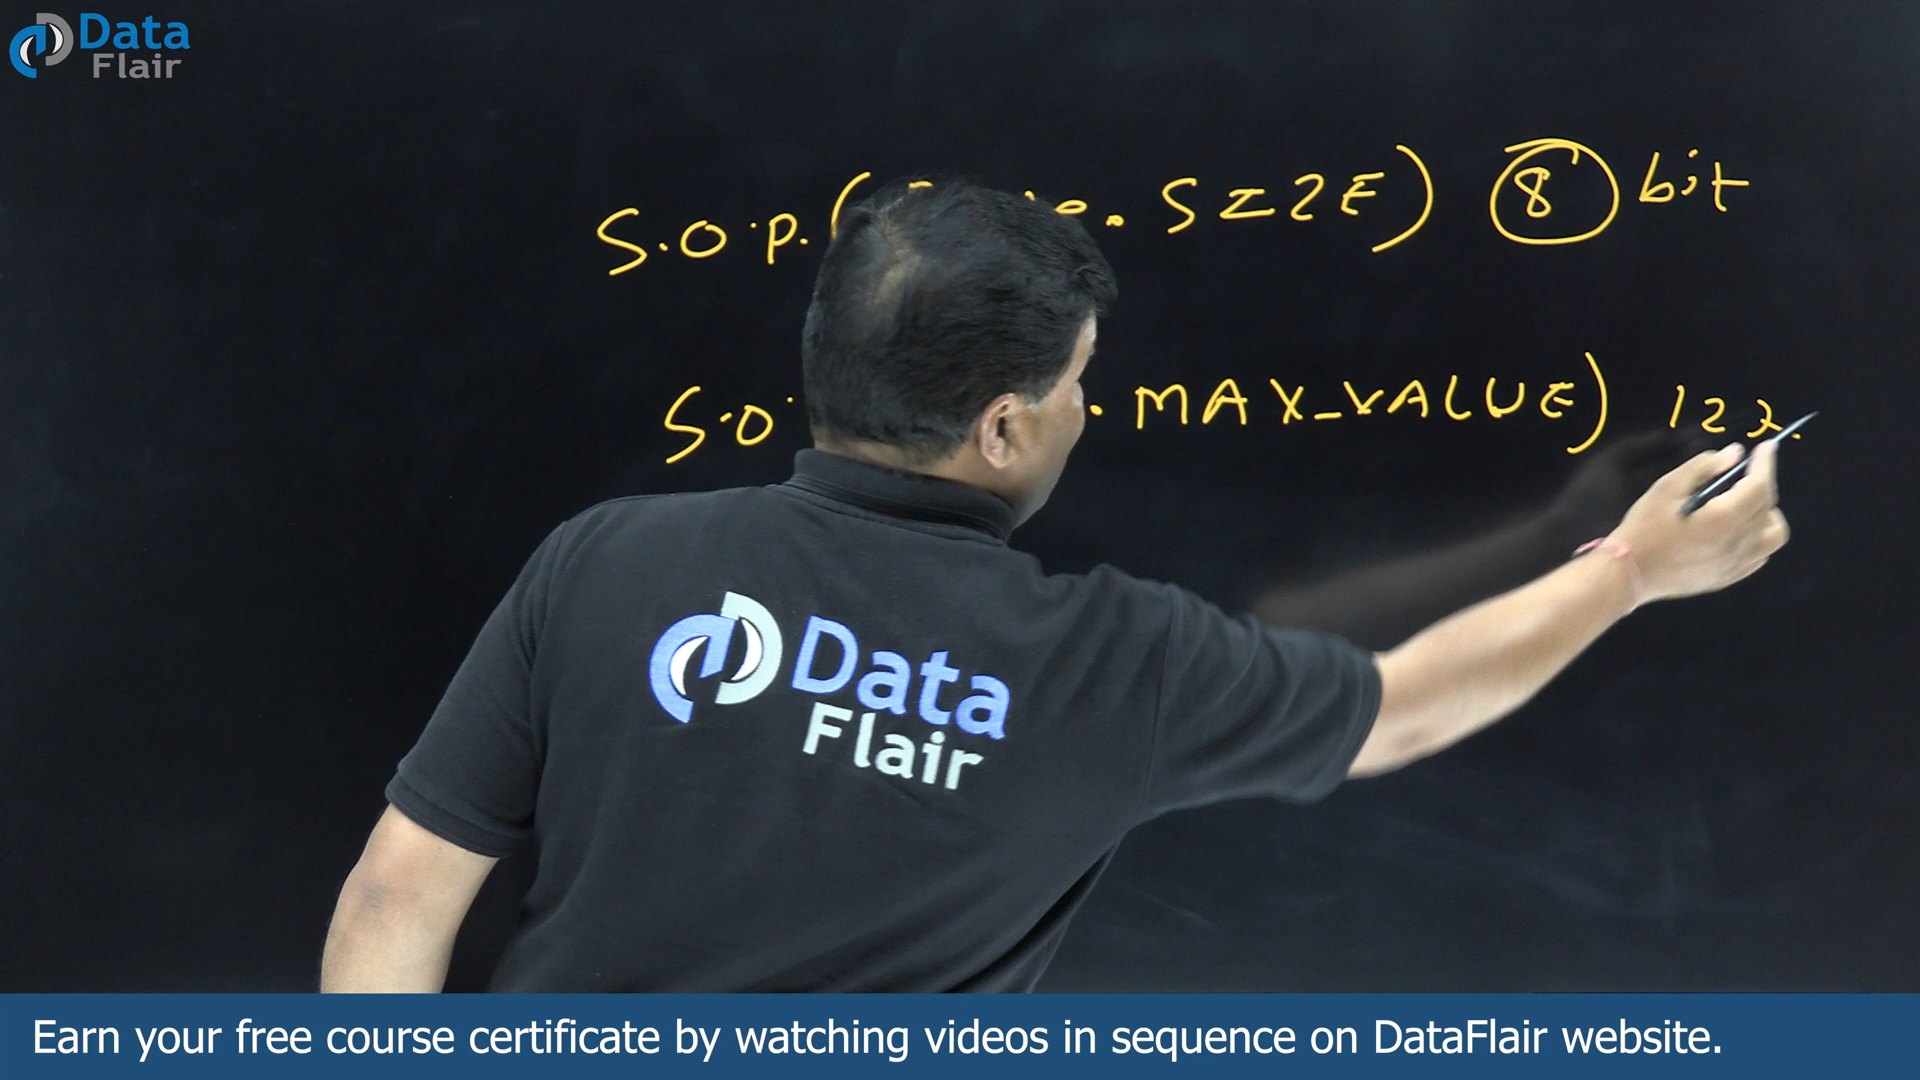 Data
Flair
S.O.P. . SIZE) 8 bit
S.O . MAX_VALUE) 12
Data
Flair
Earn your free course certificate by watching videos in sequence on DataFlair website.